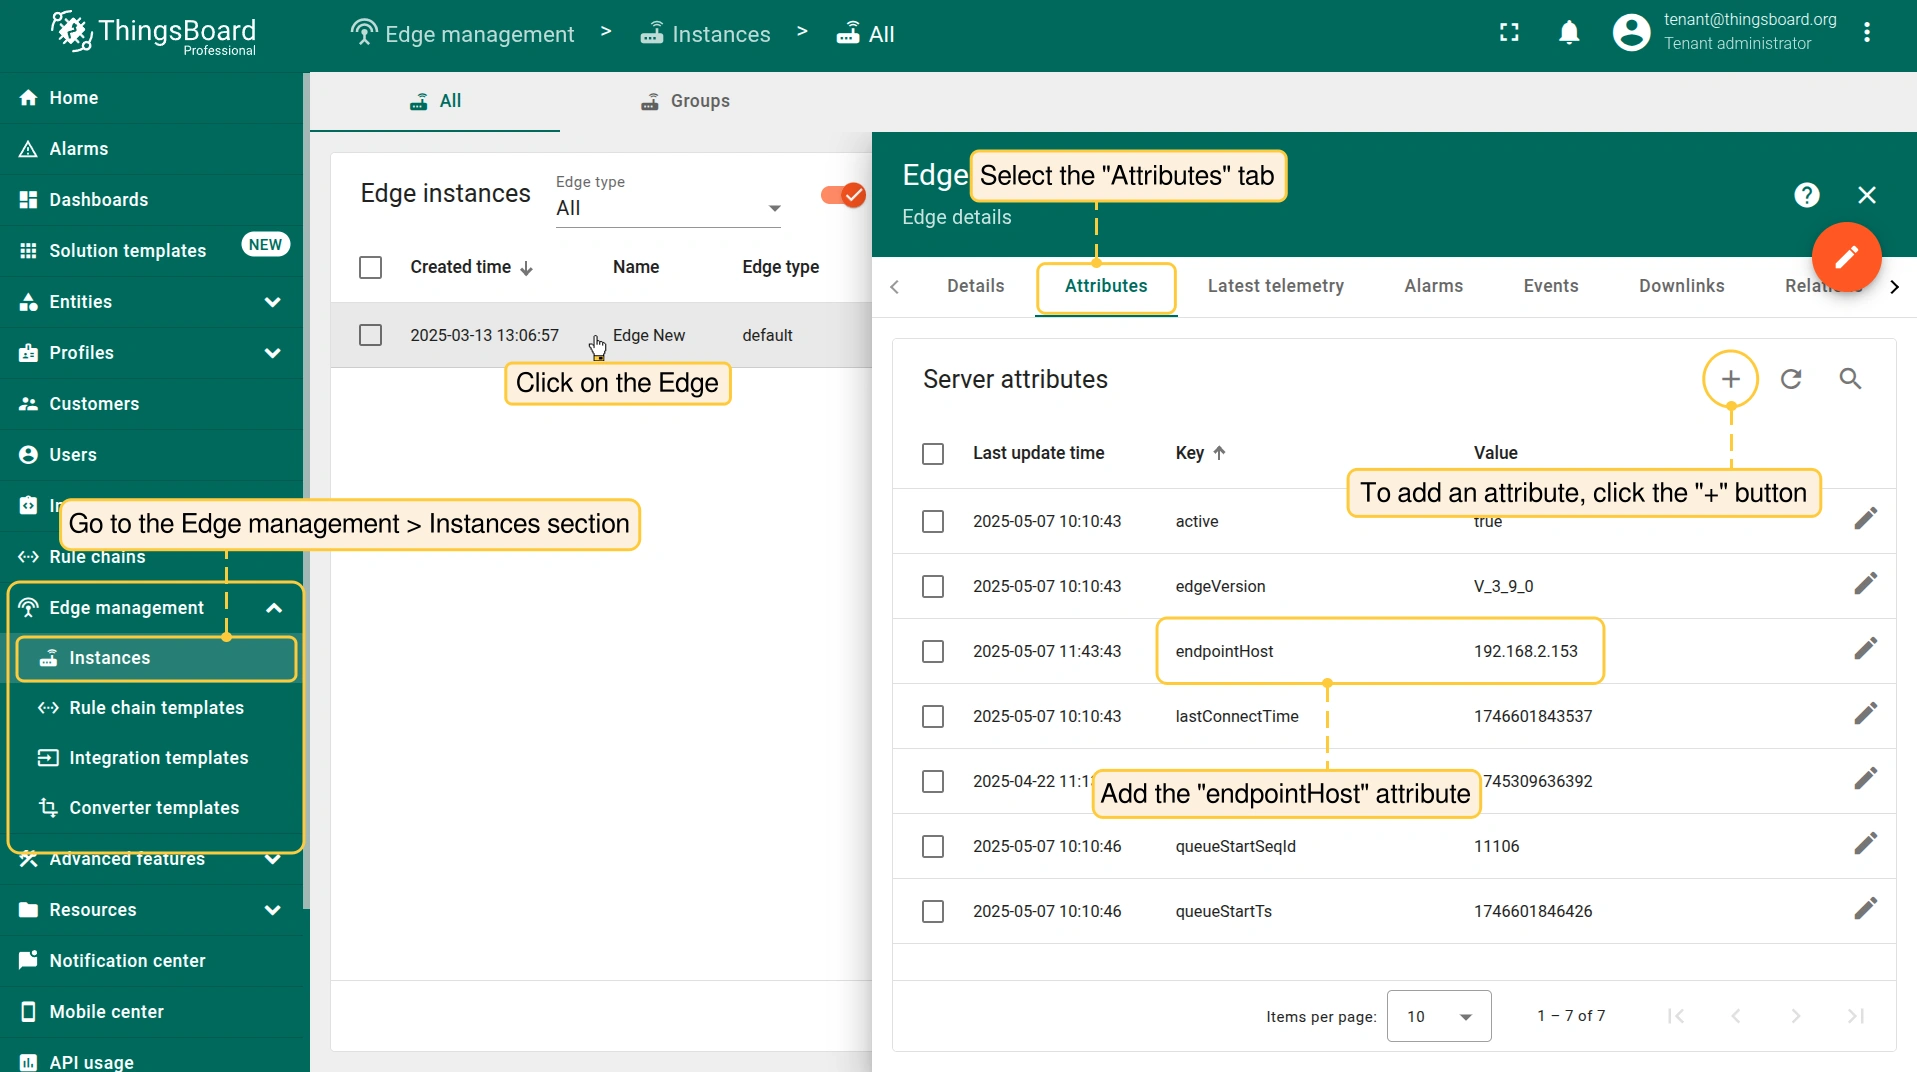 ThingsBoard
Professional
Edge management > Instances > All
tenant@thingsboard.org
Tenant administrator
Home
Alarms
Dashboards
Solution templates NEW
Entities
Profiles
Customers
Users
Go to the Edge management > Instances section
Rule chains
Edge management
Instances
Rule chain templates
Integration templates
Converter templates
Advanced features
Resources
Notification center
Mobile center
API usage
All
Groups
Edge instances
Edge type
All
Created time Name Edge type
2025-03-13 13:06:57 Edge New default
Click on the Edge
Edge
Select the "Attributes" tab
Edge details
Details Attributes Latest telemetry Alarms Events Downlinks
Server attributes
Last update time Key Value
To add an attribute, click the "+" button
2025-05-07 10:10:43 active true
2025-05-07 10:10:43 edgeVersion V_3_9_0
2025-05-07 11:43:43 endpointHost 192.168.2.153
2025-05-07 10:10:43 lastConnectTime 1746601843537
2025-04-22 11:1 745309636392
Add the "endpointHost" attribute
2025-05-07 10:10:46 queueStartSeqId 11106
2025-05-07 10:10:46 queueStartTs 1746601846426
Items per page: 10 1 – 7 of 7